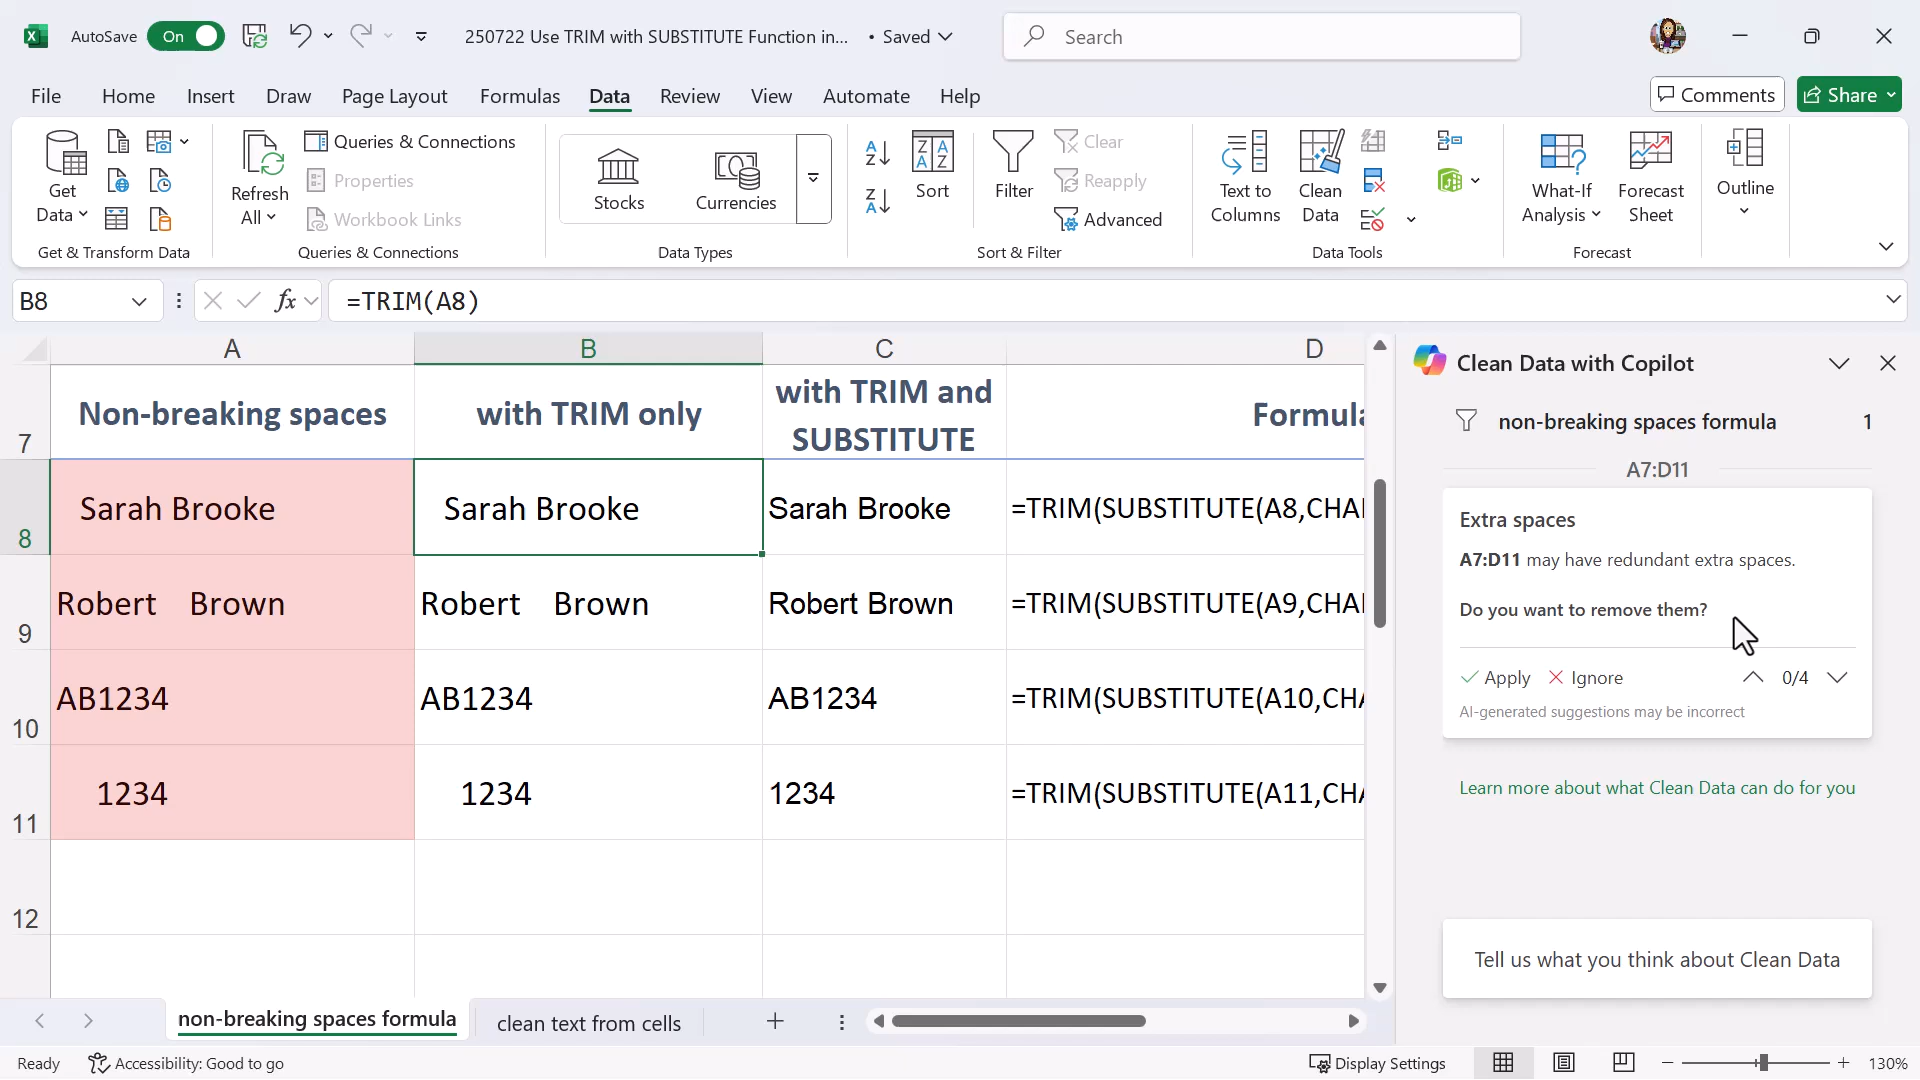 AutoSave On 250722 Use TRIM with SUBSTITUTE Function in... • Saved Search
File Home Insert Draw Page Layout Formulas Data Review View Automate Help Comments Share
Get Data
Refresh All
Queries & Connections
Properties
Workbook Links
Stocks Currencies
Sort
Filter
Clear
Reapply
Advanced
Text to Columns
Clean Data
What-If Analysis
Forecast Sheet
Outline
Get & Transform Data Queries & Connections Data Types Sort & Filter Data Tools Forecast
B8 fx =TRIM(A8)
A B C D
7 Non-breaking spaces with TRIM only with TRIM and SUBSTITUTE
8 Sarah Brooke Sarah Brooke Sarah Brooke =TRIM(SUBSTITUTE(A8,CHA
9 Robert Brown Robert Brown Robert Brown =TRIM(SUBSTITUTE(A9,CHA
10 AB1234 AB1234 AB1234 =TRIM(SUBSTITUTE(A10,CH
11 1234 1234 1234 =TRIM(SUBSTITUTE(A11,CH
12
Clean Data with Copilot
non-breaking spaces formula 1
A7:D11
Extra spaces
A7:D11 may have redundant extra spaces.
Do you want to remove them?
Apply Ignore 0/4
AI-generated suggestions may be incorrect
Learn more about what Clean Data can do for you
Tell us what you think about Clean Data
non-breaking spaces formula clean text from cells
Ready Accessibility: Good to go Display Settings 130%